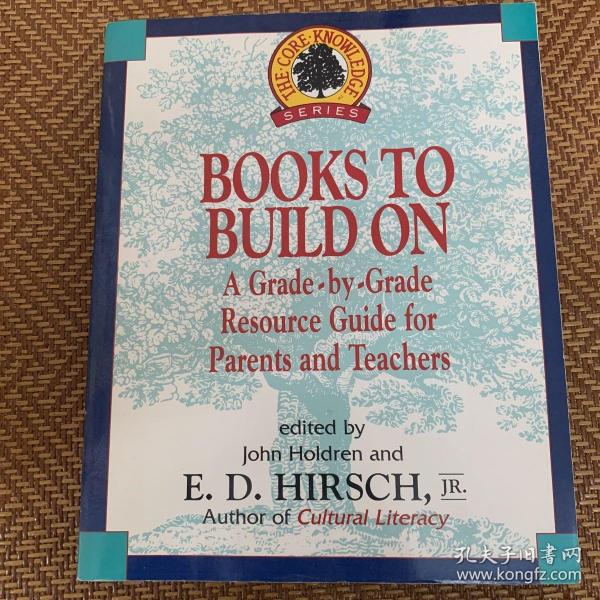 THE · CORE · KNOWLEDGE
SERIES
BOOKS TO
BUILD ON
A Grade-by-Grade
Resource Guide for
Parents and Teachers
edited by
John Holdren and
E. D. HIRSCH, JR.
Author of Cultural Literacy
孔夫子旧書网
www.kongfz.com